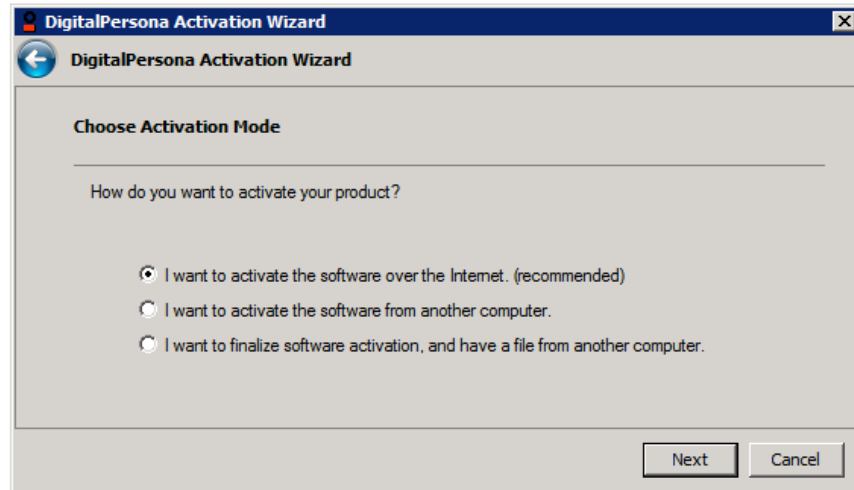 DigitalPersona Activation Wizard
DigitalPersona Activation Wizard
Choose Activation Mode
How do you want to activate your product?
I want to activate the software over the Internet. (recommended)
I want to activate the software from another computer.
I want to finalize software activation, and have a file from another computer.
Next Cancel